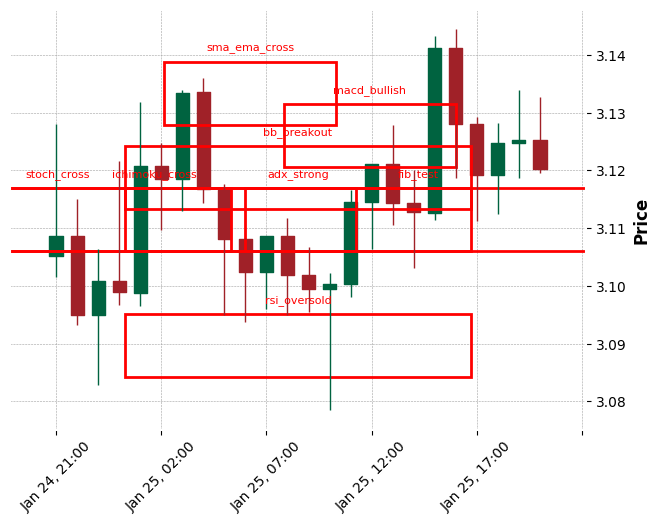 sma_ema_cross
macd_bullish
bb_breakout
stoch_cross
adx_strong
rsi_oversold
3.14
3.13
3.12
3.11
3.10
3.09
3.08
Price
Jan 24, 21:00
Jan 25, 02:00
Jan 25, 07:00
Jan 25, 12:00
Jan 25, 17:00